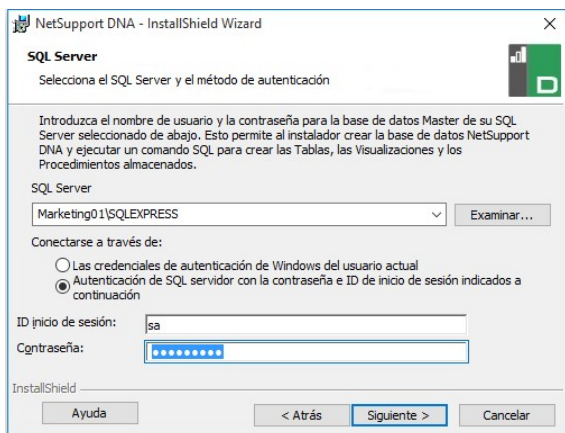 NetSupport DNA - InstallShield Wizard
SQL Server
Selecciona el SQL Server y el método de autenticación
D
Introduzca el nombre de usuario y la contraseña para la base de datos Master de su SQL
Server seleccionado de abajo. Esto permite al instalador crear la base de datos NetSupport
DNA y ejecutar un comando SQL para crear las Tablas, las Visualizaciones y los
Procedimientos almacenados.
SQL Server
Marketing01\SQLEXPRESS
Examinar...
Conectarse a través de:
Las credenciales de autenticación de Windows del usuario actual
Autenticación de SQL servidor con la contraseña e ID de inicio de sesión indicados a
continuación
ID inicio de sesión:
sa
Contraseña:
•••••••••
InstallShield
Ayuda
< Atrás
Siguiente >
Cancelar